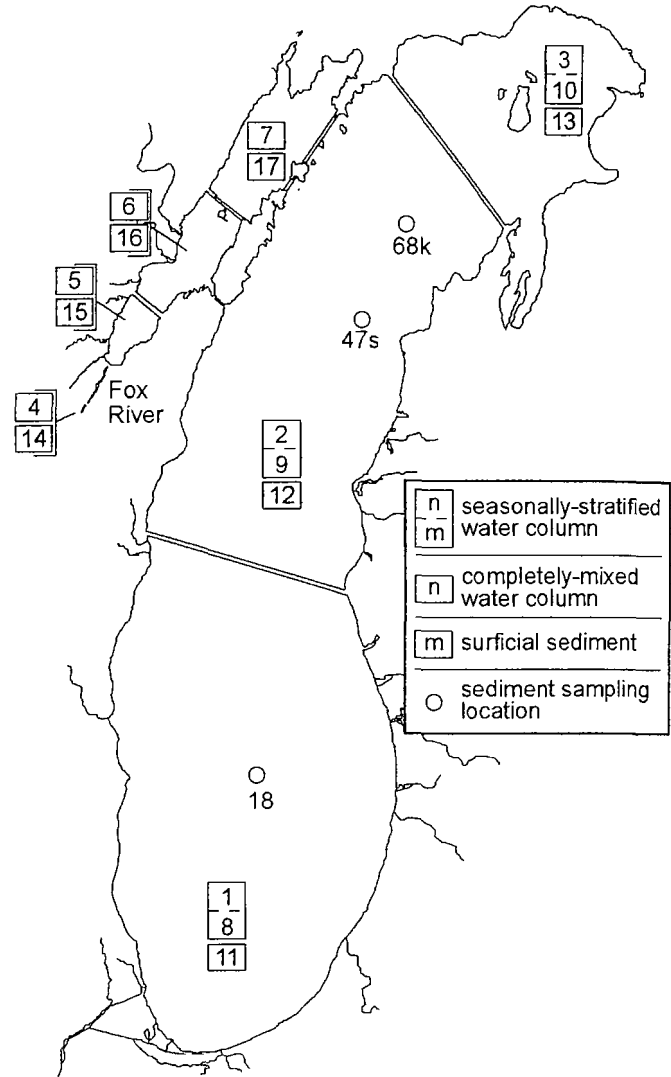 3
10
13
7
17
6
16
68k
5
15
47s
Fox
River
4
14
2
9
12
n
m
seasonally-stratified
water column
n
completely-mixed
water column
m
surficial sediment
sediment sampling
location
18
1
8
11